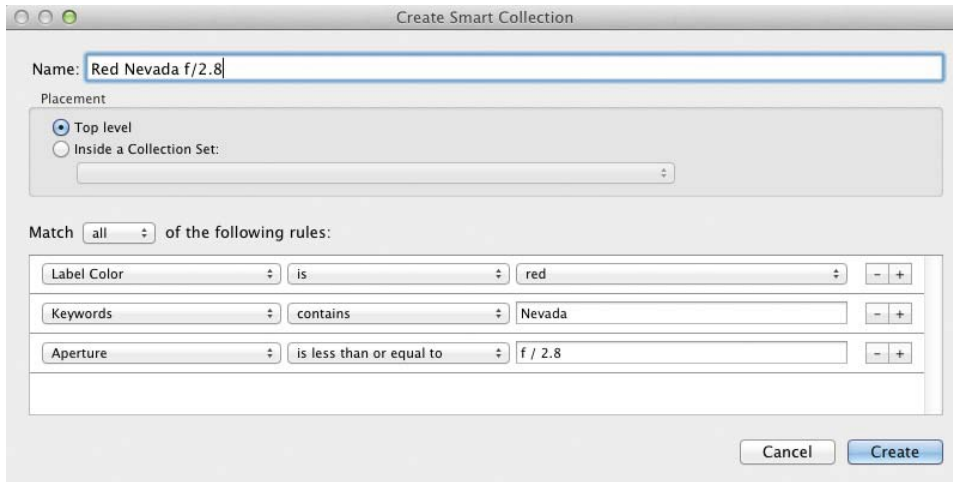 Create Smart Collection
Name: Red Nevada f/2.8
Placement
Top level
Inside a Collection Set:
Match all of the following rules:
Label Color is red - +
Keywords contains Nevada - +
Aperture is less than or equal to f / 2.8 - +
Cancel Create